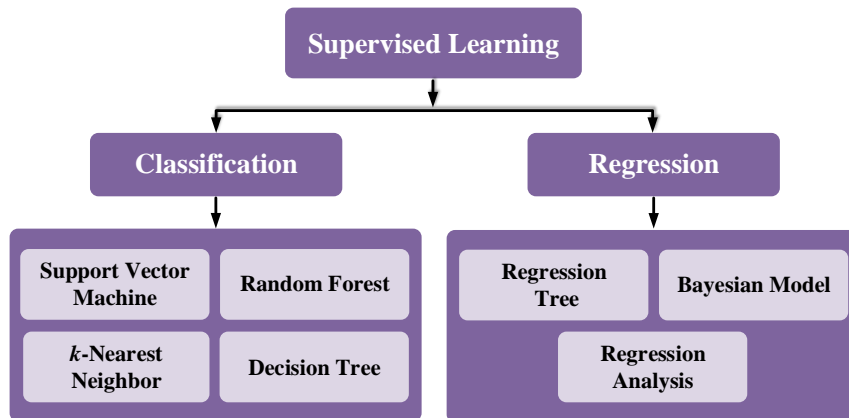 Supervised Learning
Classification
Regression
Support Vector
Machine
Random Forest
k-Nearest
Neighbor
Decision Tree
Regression
Tree
Bayesian Model
Regression
Analysis